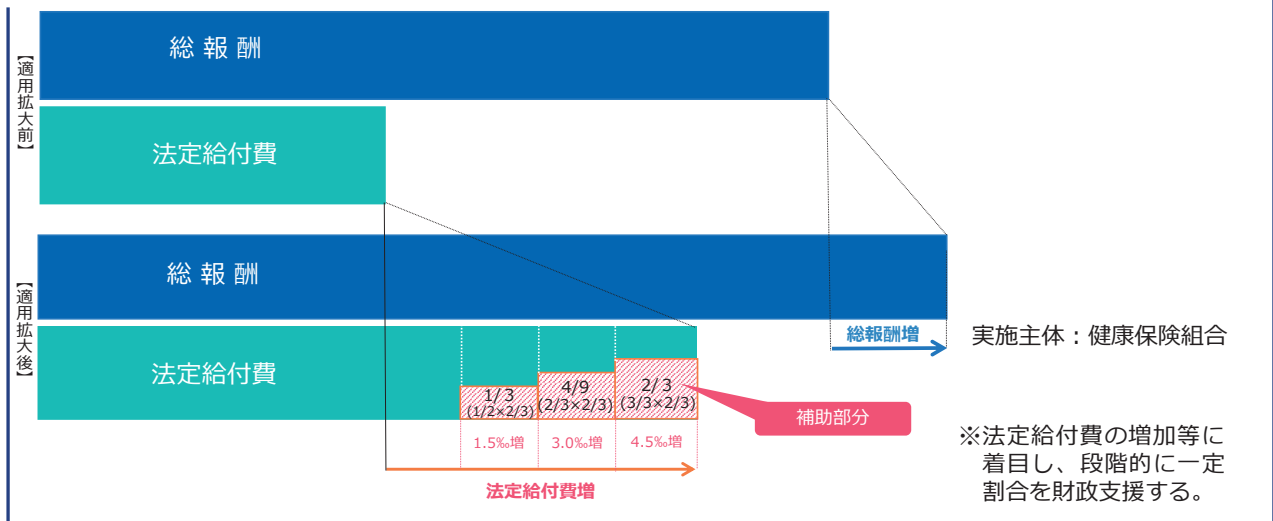 【適用拡大前】
総 報 酬
法定給付費
【適用拡大後】
総 報 酬
総報酬増
実施主体：健康保険組合
法定給付費
1/3
(1/2×2/3)
4/9
(2/3×2/3)
2/3
(3/3×2/3)
補助部分
1.5‰増
3.0‰増
4.5‰増
法定給付費増
※法定給付費の増加等に
着目し、段階的に一定
割合を財政支援する。